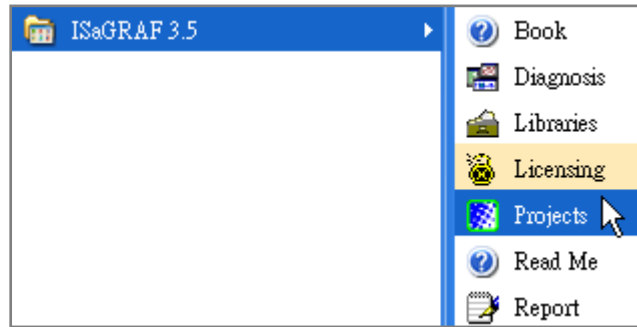 ISaGRAF 3.5
Book
Diagnosis
Libraries
Licensing
Projects
Read Me
Report